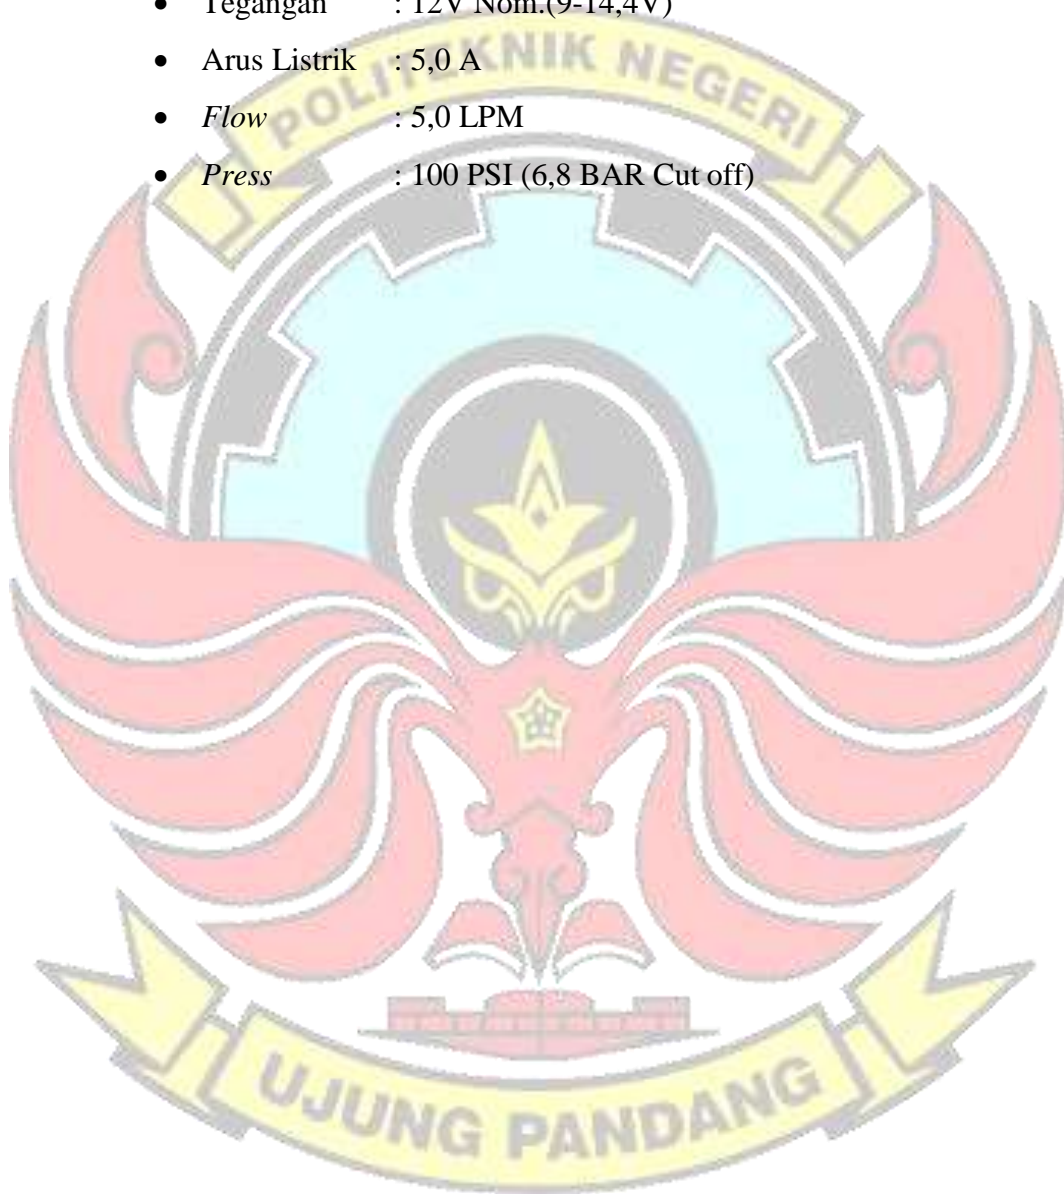 • Tegangan : 12V Nom.(9-14,4V)
• Arus Listrik : 5,0 A
• Flow : 5,0 LPM
• Press : 100 PSI (6,8 BAR Cut off)
POLITEKNIK NEGERI
UJUNG PANDANG